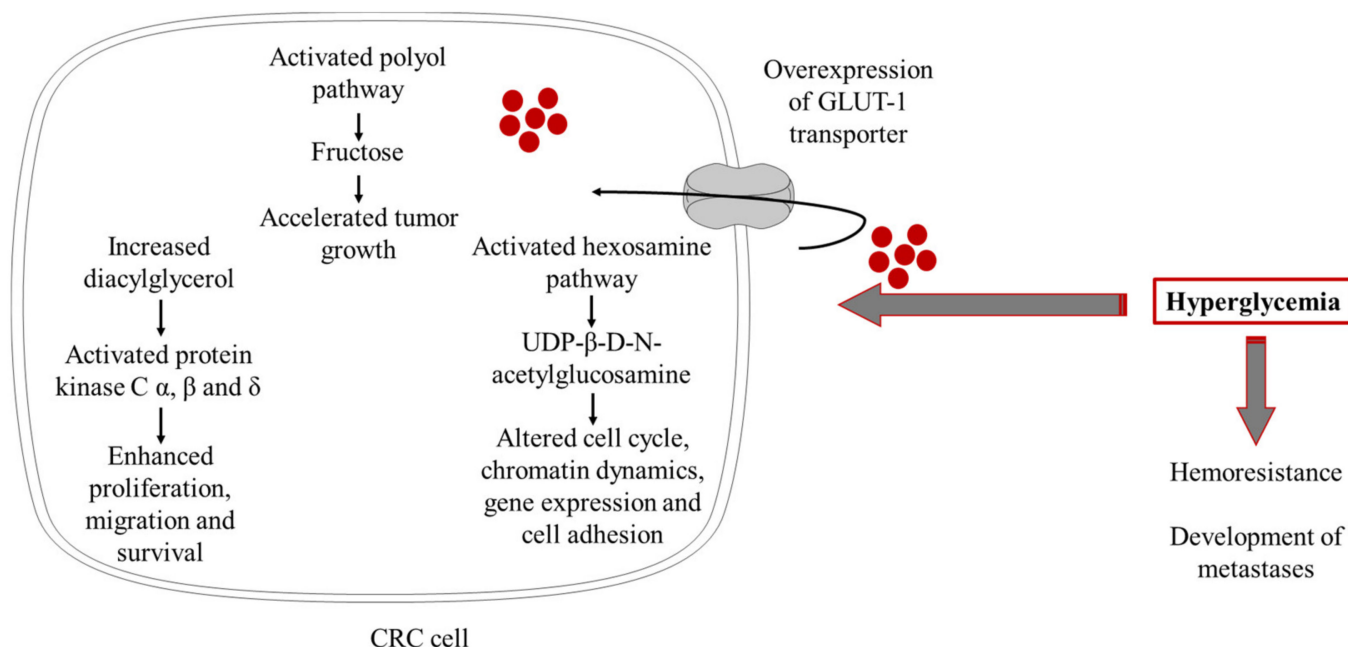 Activated polyol
pathway
Fructose
Accelerated tumor
growth
Increased
diacylglycerol
Activated protein
kinase C α, β and δ
Enhanced
proliferation,
migration and
survival
Activated hexosamine
pathway
UDP-β-D-N-
acetylglucosamine
Altered cell cycle,
chromatin dynamics,
gene expression and
cell adhesion
Overexpression
of GLUT-1
transporter
Hyperglycemia
Hemoresistance
Development of
metastases
CRC cell